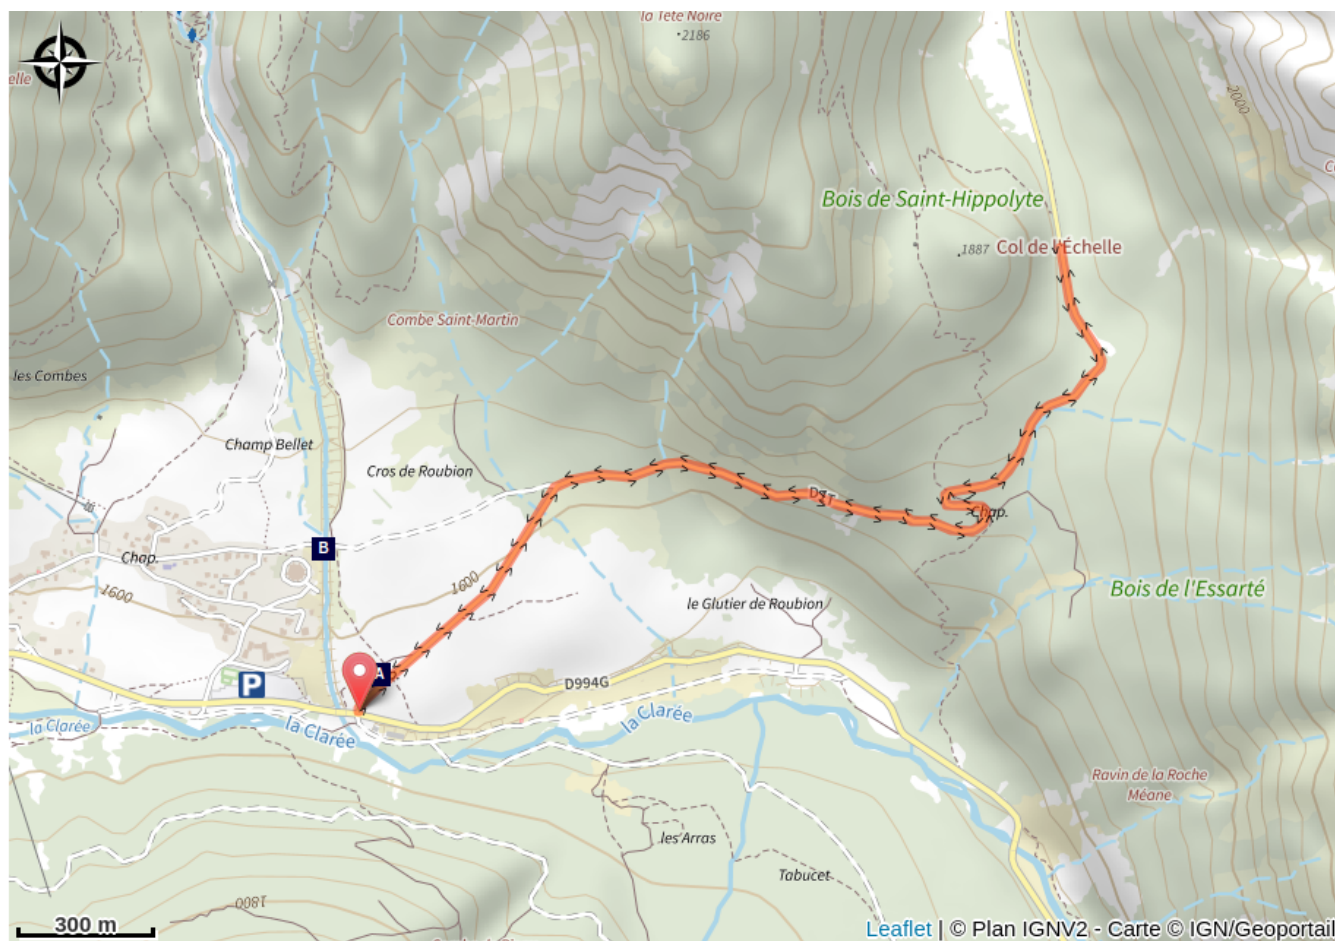 la Tête Noire
2186
elle
2000
Bois de Saint-Hippolyte
1887
Col de l'Échelle
Combe Saint-Martin
les Combes
Champ Bellet
Cros de Roubion
D1T
Chap.
B
Chap.
1600
1600
le Glutier de Roubion
Bois de l'Essarté
A
P
D994G
la Clarée
la Clarée
la Clarée
Ravin de la Roche
Méane
les Arras
Tabucet
1800
300 m
Leaflet | © Plan IGNV2 - Carte © IGN/Geoportail